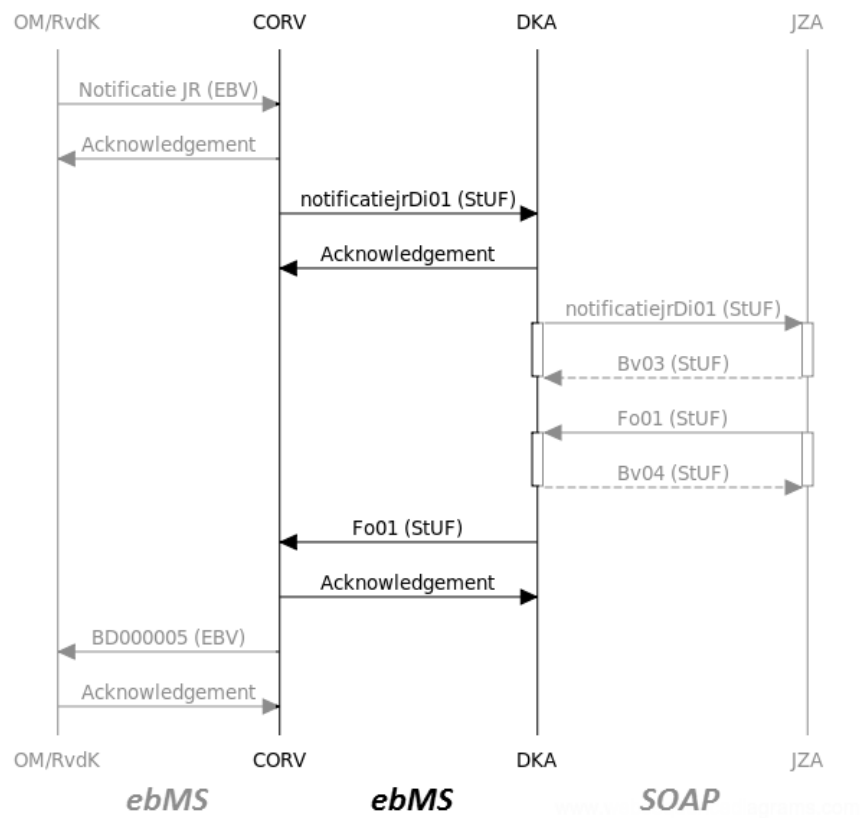 OM/RvdK CORV DKA JZA
Notificatie JR (EBV)
Acknowledgement
notificatiejrDi01 (StUF)
Acknowledgement
notificatiejrDi01 (StUF)
Bv03 (StUF)
Fo01 (StUF)
Bv04 (StUF)
Fo01 (StUF)
Acknowledgement
BD000005 (EBV)
Acknowledgement
OM/RvdK CORV DKA JZA
ebMS ebMS SOAP